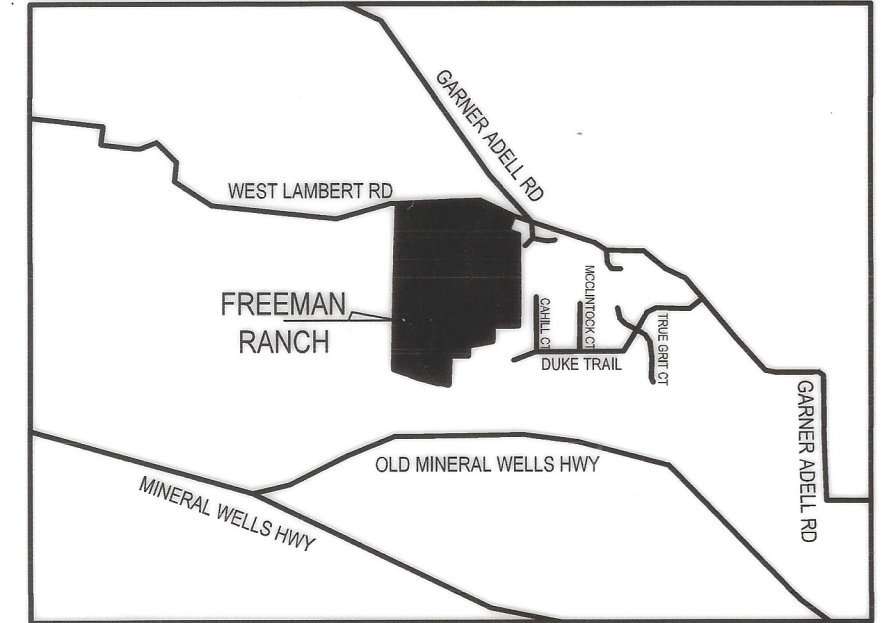 GARNER ADELL RD
WEST LAMBERT RD
FREEMAN
RANCH
MCCLINTOCK CT
CAHILL CT
TRUE GRIT CT
DUKE TRAIL
GARNER ADELL RD
OLD MINERAL WELLS HWY
MINERAL WELLS HWY